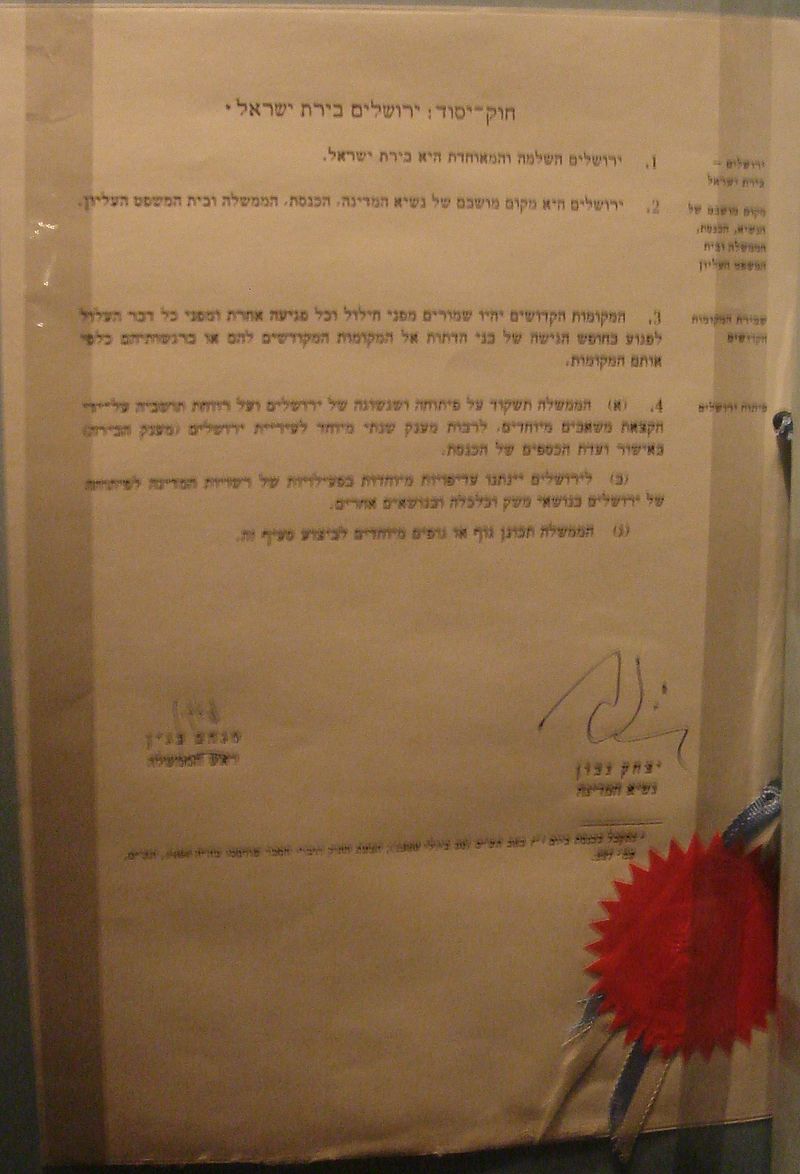 חוק-יסוד: ירושלים בירת ישראל*
ירושלים –
בירת ישראל
1. ירושלים השלמה והמאוחדת היא בירת ישראל.
מקום מושבם של
הנשיא, הכנסת,
הממשלה ובית
המשפט העליון
2. ירושלים היא מקום מושבם של נשיא המדינה, הכנסת, הממשלה ובית המשפט העליון.
שמירת המקומות
הקדושים
3. המקומות הקדושים יהיו שמורים מפני חילול וכל פגיעה אחרת ומפני כל דבר העלול
לפגוע בחופש הגישה של בני הדתות אל המקומות המקודשים להם או ברגשותיהם כלפי
אותם המקומות.
פיתוח ירושלים
4. (א) הממשלה תשקוד על פיתוחה ושגשוגה של ירושלים ועל רווחת תושביה על-ידי
הקצאת משאבים מיוחדים, לרבות מענק שנתי מיוחד לעיריית ירושלים (מענק הבירה)
באישור ועדת הכספים של הכנסת.
(ב) לירושלים יינתנו עדיפויות מיוחדות בפעילויות של רשויות המדינה לפיתוחה
של ירושלים בנושאי משק וכלכלה ובנושאים אחרים.
(ג) הממשלה תכונן גוף או גופים מיוחדים לביצוע סעיף זה.
יצחק נבון
נשיא המדינה
מנחם בגין
ראש הממשלה
* נתקבל בכנסת ביום י"ז באב תש"ם